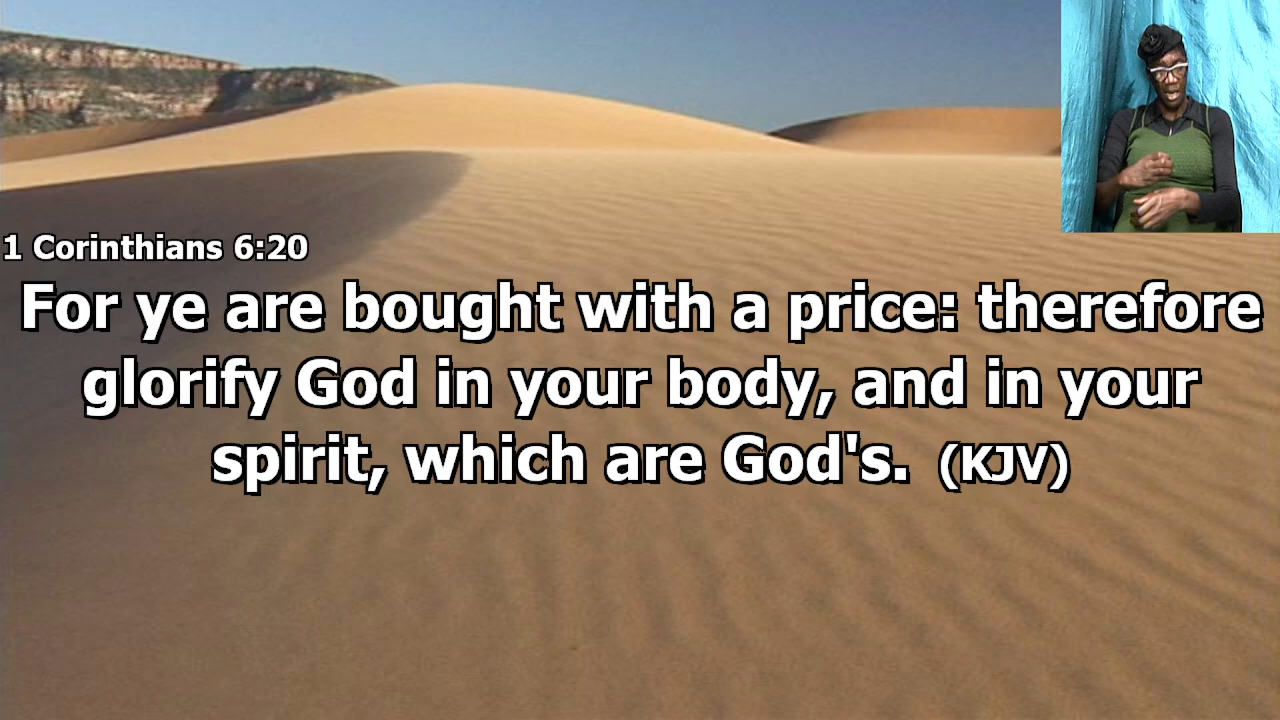 1 Corinthians 6:20
For ye are bought with a price: therefore
glorify God in your body, and in your
spirit, which are God's. (KJV)